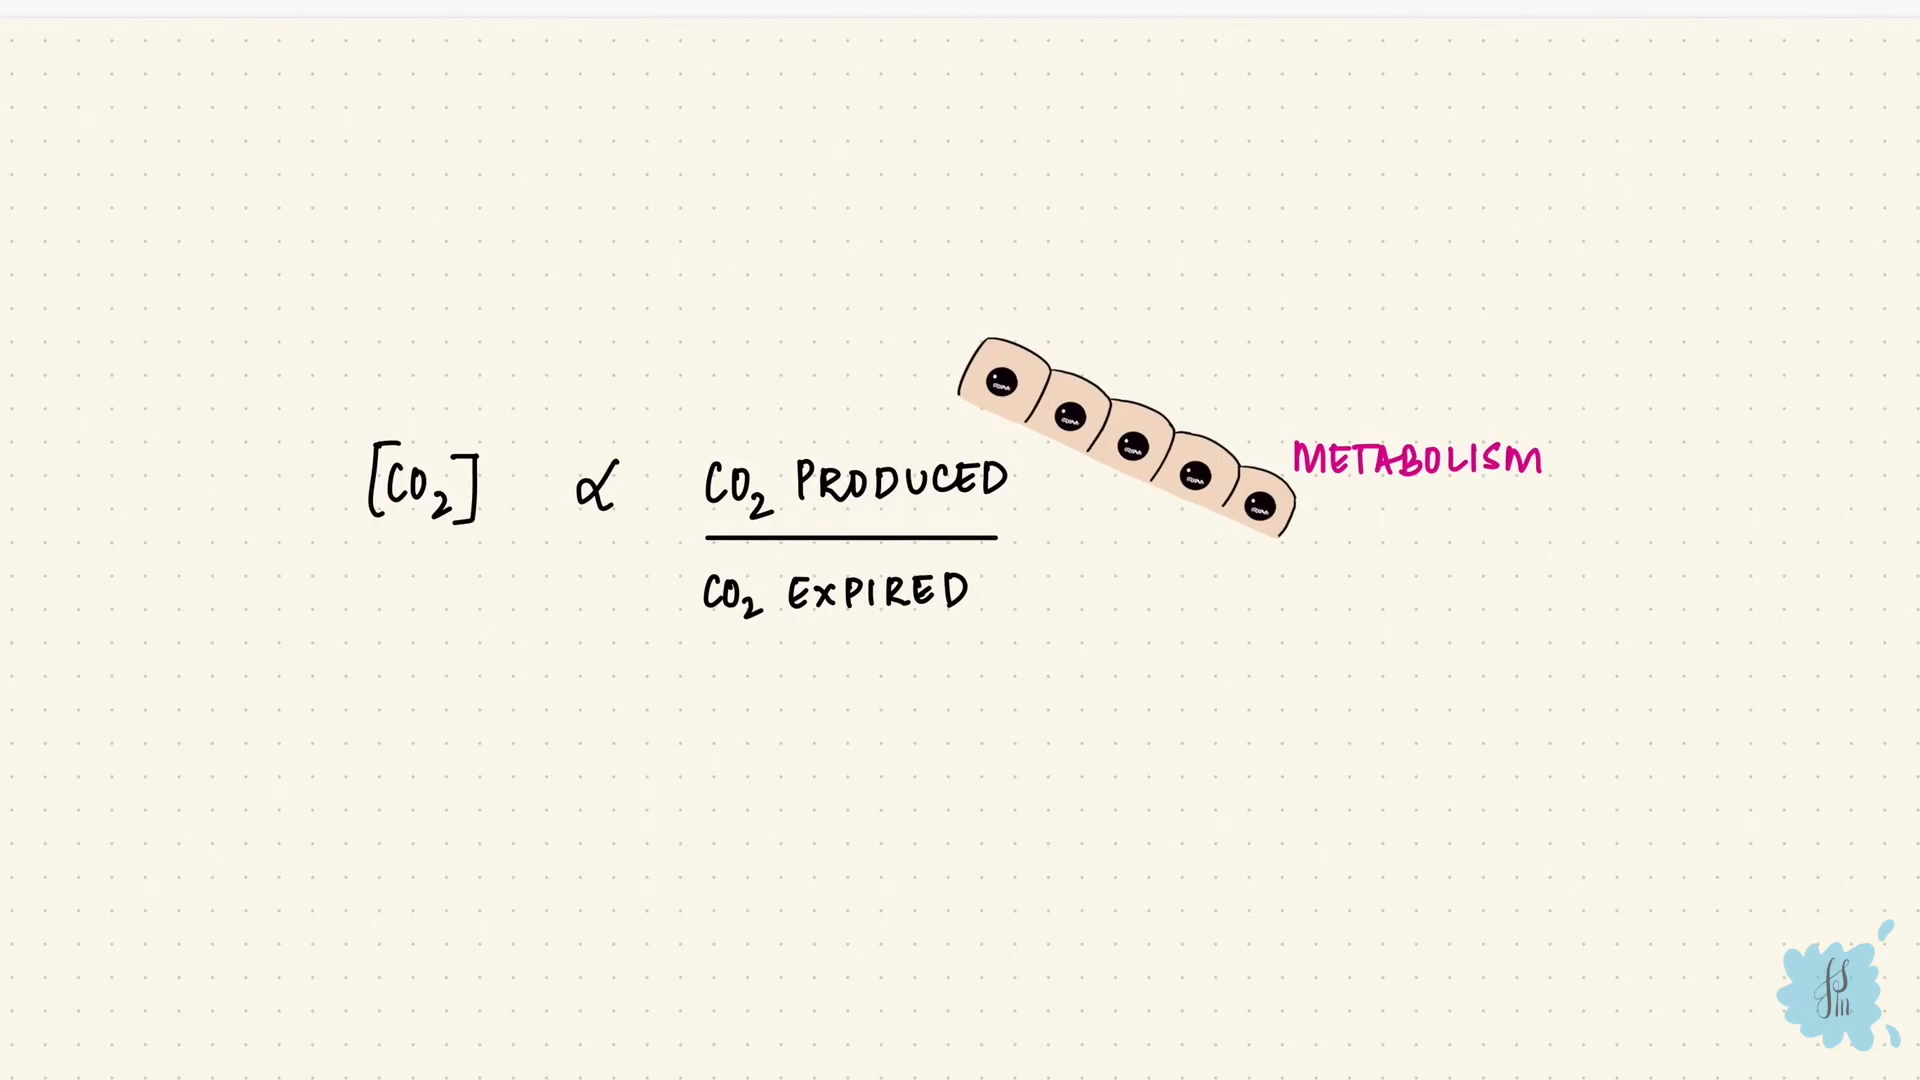 [CO₂] ∝ CO₂ PRODUCED
CO₂ EXPIRED
METABOLISM